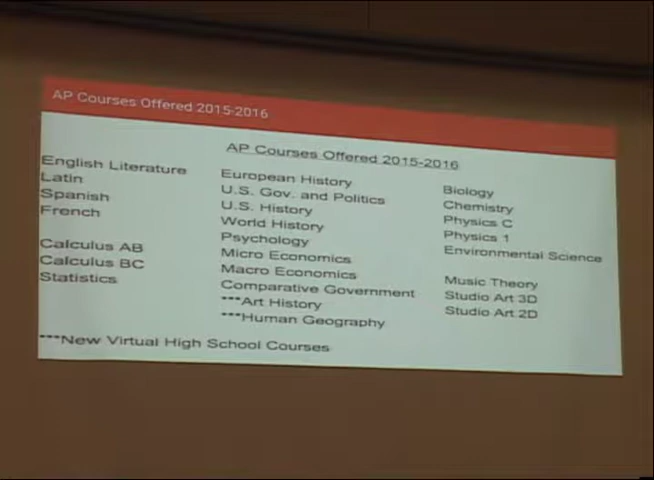 AP Courses Offered 2015-2016
AP Courses Offered 2015-2016
English Literature
Latin
Spanish
French
Calculus AB
Calculus BC
Statistics
European History
U.S. Gov. and Politics
U.S. History
World History
Psychology
Micro Economics
Macro Economics
Comparative Government
***Art History
***Human Geography
Biology
Chemistry
Physics C
Physics 1
Environmental Science
Music Theory
Studio Art 3D
Studio Art 2D
***New Virtual High School Courses